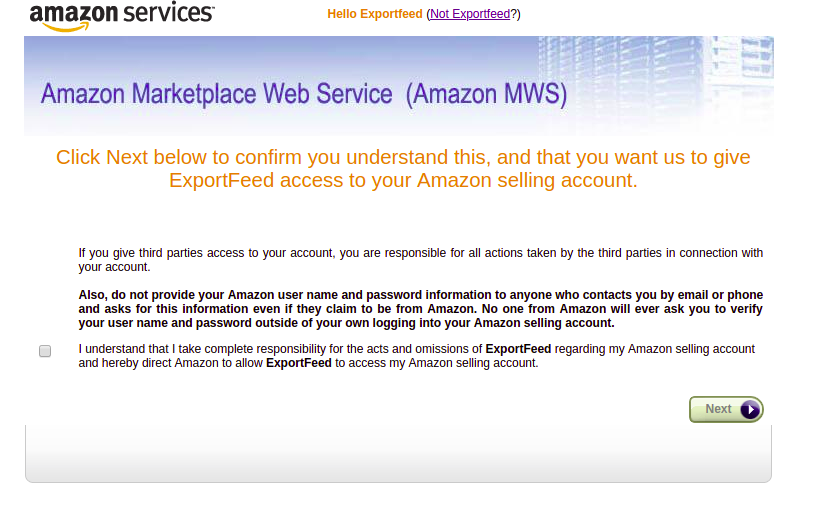 amazon services
Hello Exportfeed (Not Exportfeed?)
Amazon Marketplace Web Service (Amazon MWS)
Click Next below to confirm you understand this, and that you want us to give
ExportFeed access to your Amazon selling account.
If you give third parties access to your account, you are responsible for all actions taken by the third parties in connection with
your account.
Also, do not provide your Amazon user name and password information to anyone who contacts you by email or phone
and asks for this information even if they claim to be from Amazon. No one from Amazon will ever ask you to verify
your user name and password outside of your own logging into your Amazon selling account.
I understand that I take complete responsibility for the acts and omissions of ExportFeed regarding my Amazon selling account
and hereby direct Amazon to allow ExportFeed to access my Amazon selling account.
Next